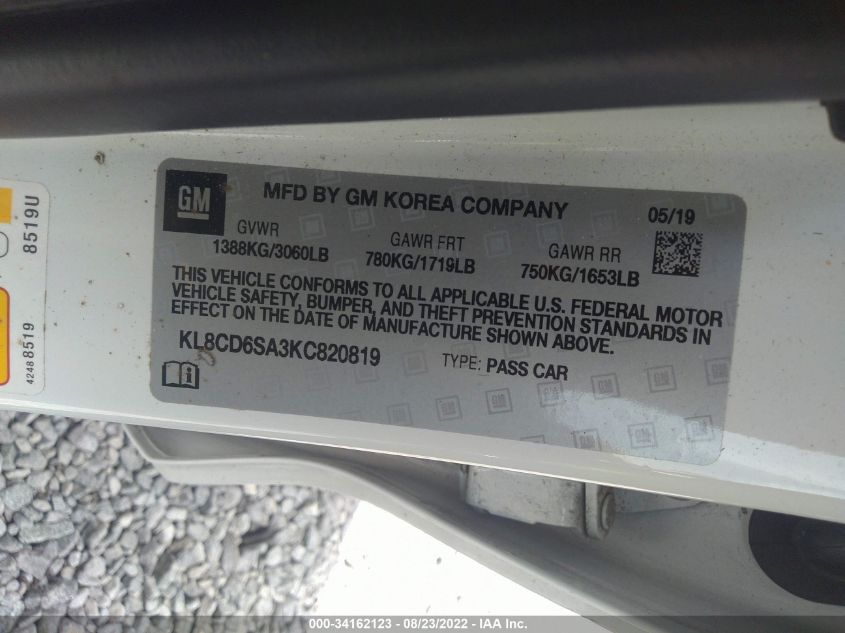 GM
MFD BY GM KOREA COMPANY
05/19
GVWR
1388KG/3060LB
GAWR FRT
780KG/1719LB
GAWR RR
750KG/1653LB
THIS VEHICLE CONFORMS TO ALL APPLICABLE U.S. FEDERAL MOTOR
VEHICLE SAFETY, BUMPER, AND THEFT PREVENTION STANDARDS IN
EFFECT ON THE DATE OF MANUFACTURE SHOWN ABOVE.
KL8CD6SA3KC820819
TYPE: PASS CAR
8519U
42488519
000-34162123 - 08/23/2022 - IAA Inc.